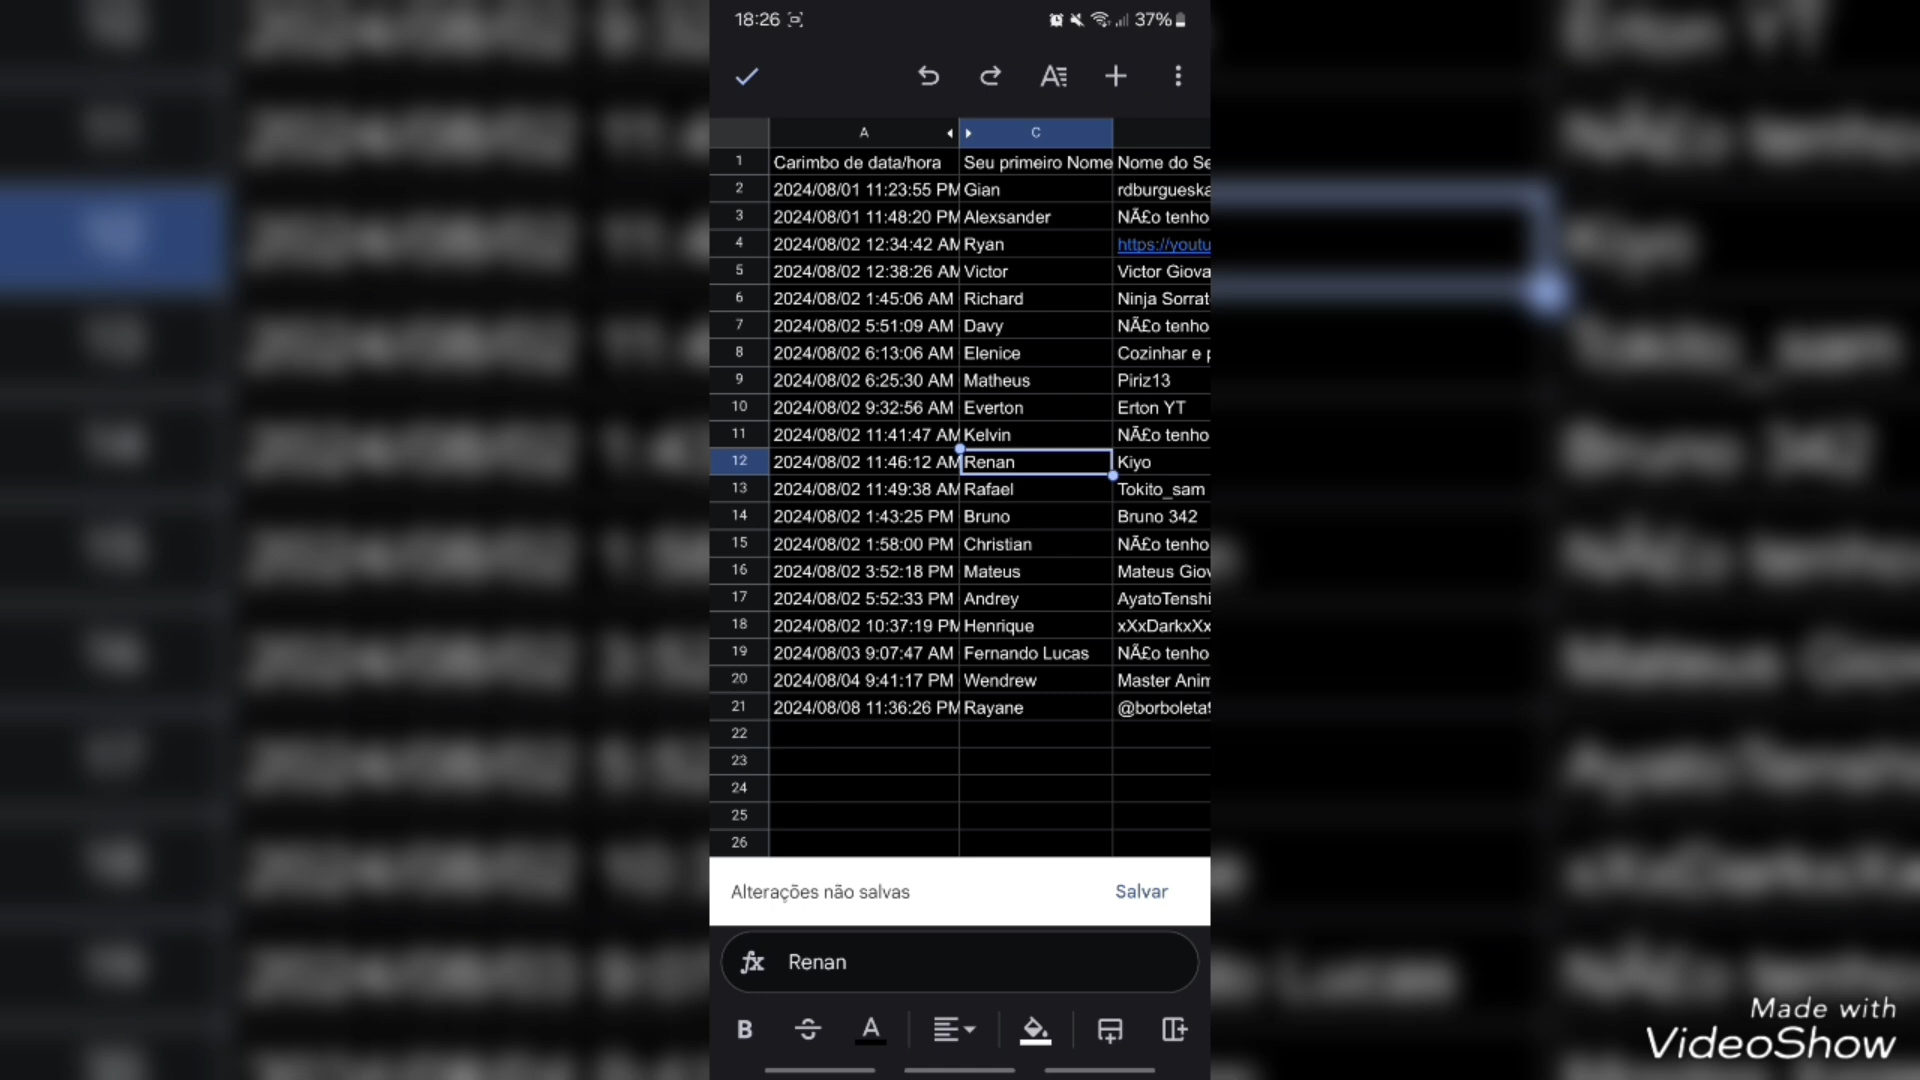 18:26 37%
A C
1 Carimbo de data/hora Seu primeiro Nome Nome do Se
2 2024/08/01 11:23:55 PM Gian rdburgueska
3 2024/08/01 11:48:20 PM Alexsander NÃ£o tenho
4 2024/08/02 12:34:42 AM Ryan https://youtu
5 2024/08/02 12:38:26 AM Victor Victor Giova
6 2024/08/02 1:45:06 AM Richard Ninja Sorrat
7 2024/08/02 5:51:09 AM Davy NÃ£o tenho
8 2024/08/02 6:13:06 AM Elenice Cozinhar e p
9 2024/08/02 6:25:30 AM Matheus Piriz13
10 2024/08/02 9:32:56 AM Everton Erton YT
11 2024/08/02 11:41:47 AM Kelvin NÃ£o tenho
12 2024/08/02 11:46:12 AM Renan Kiyo
13 2024/08/02 11:49:38 AM Rafael Tokito_sam
14 2024/08/02 1:43:25 PM Bruno Bruno 342
15 2024/08/02 1:58:00 PM Christian NÃ£o tenho
16 2024/08/02 3:52:18 PM Mateus Mateus Giov
17 2024/08/02 5:52:33 PM Andrey AyatoTenshi
18 2024/08/02 10:37:19 PM Henrique xXxDarkxXx
19 2024/08/03 9:07:47 AM Fernando Lucas NÃ£o tenho
20 2024/08/04 9:41:17 PM Wendrew Master Anim
21 2024/08/08 11:36:26 PM Rayane @borboleta9
22
23
24
25
26
Alterações não salvas Salvar
fx Renan
B S A
Made with
VideoShow